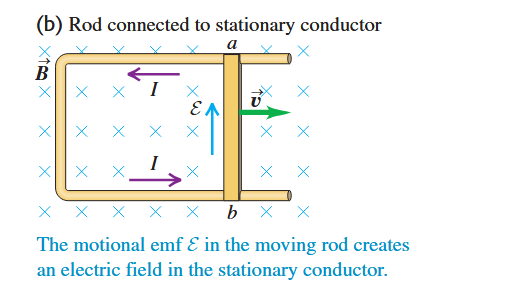 (b) Rod connected to stationary conductor
a
B
I
ℰ
v
I
b
The motional emf ℰ in the moving rod creates
an electric field in the stationary conductor.